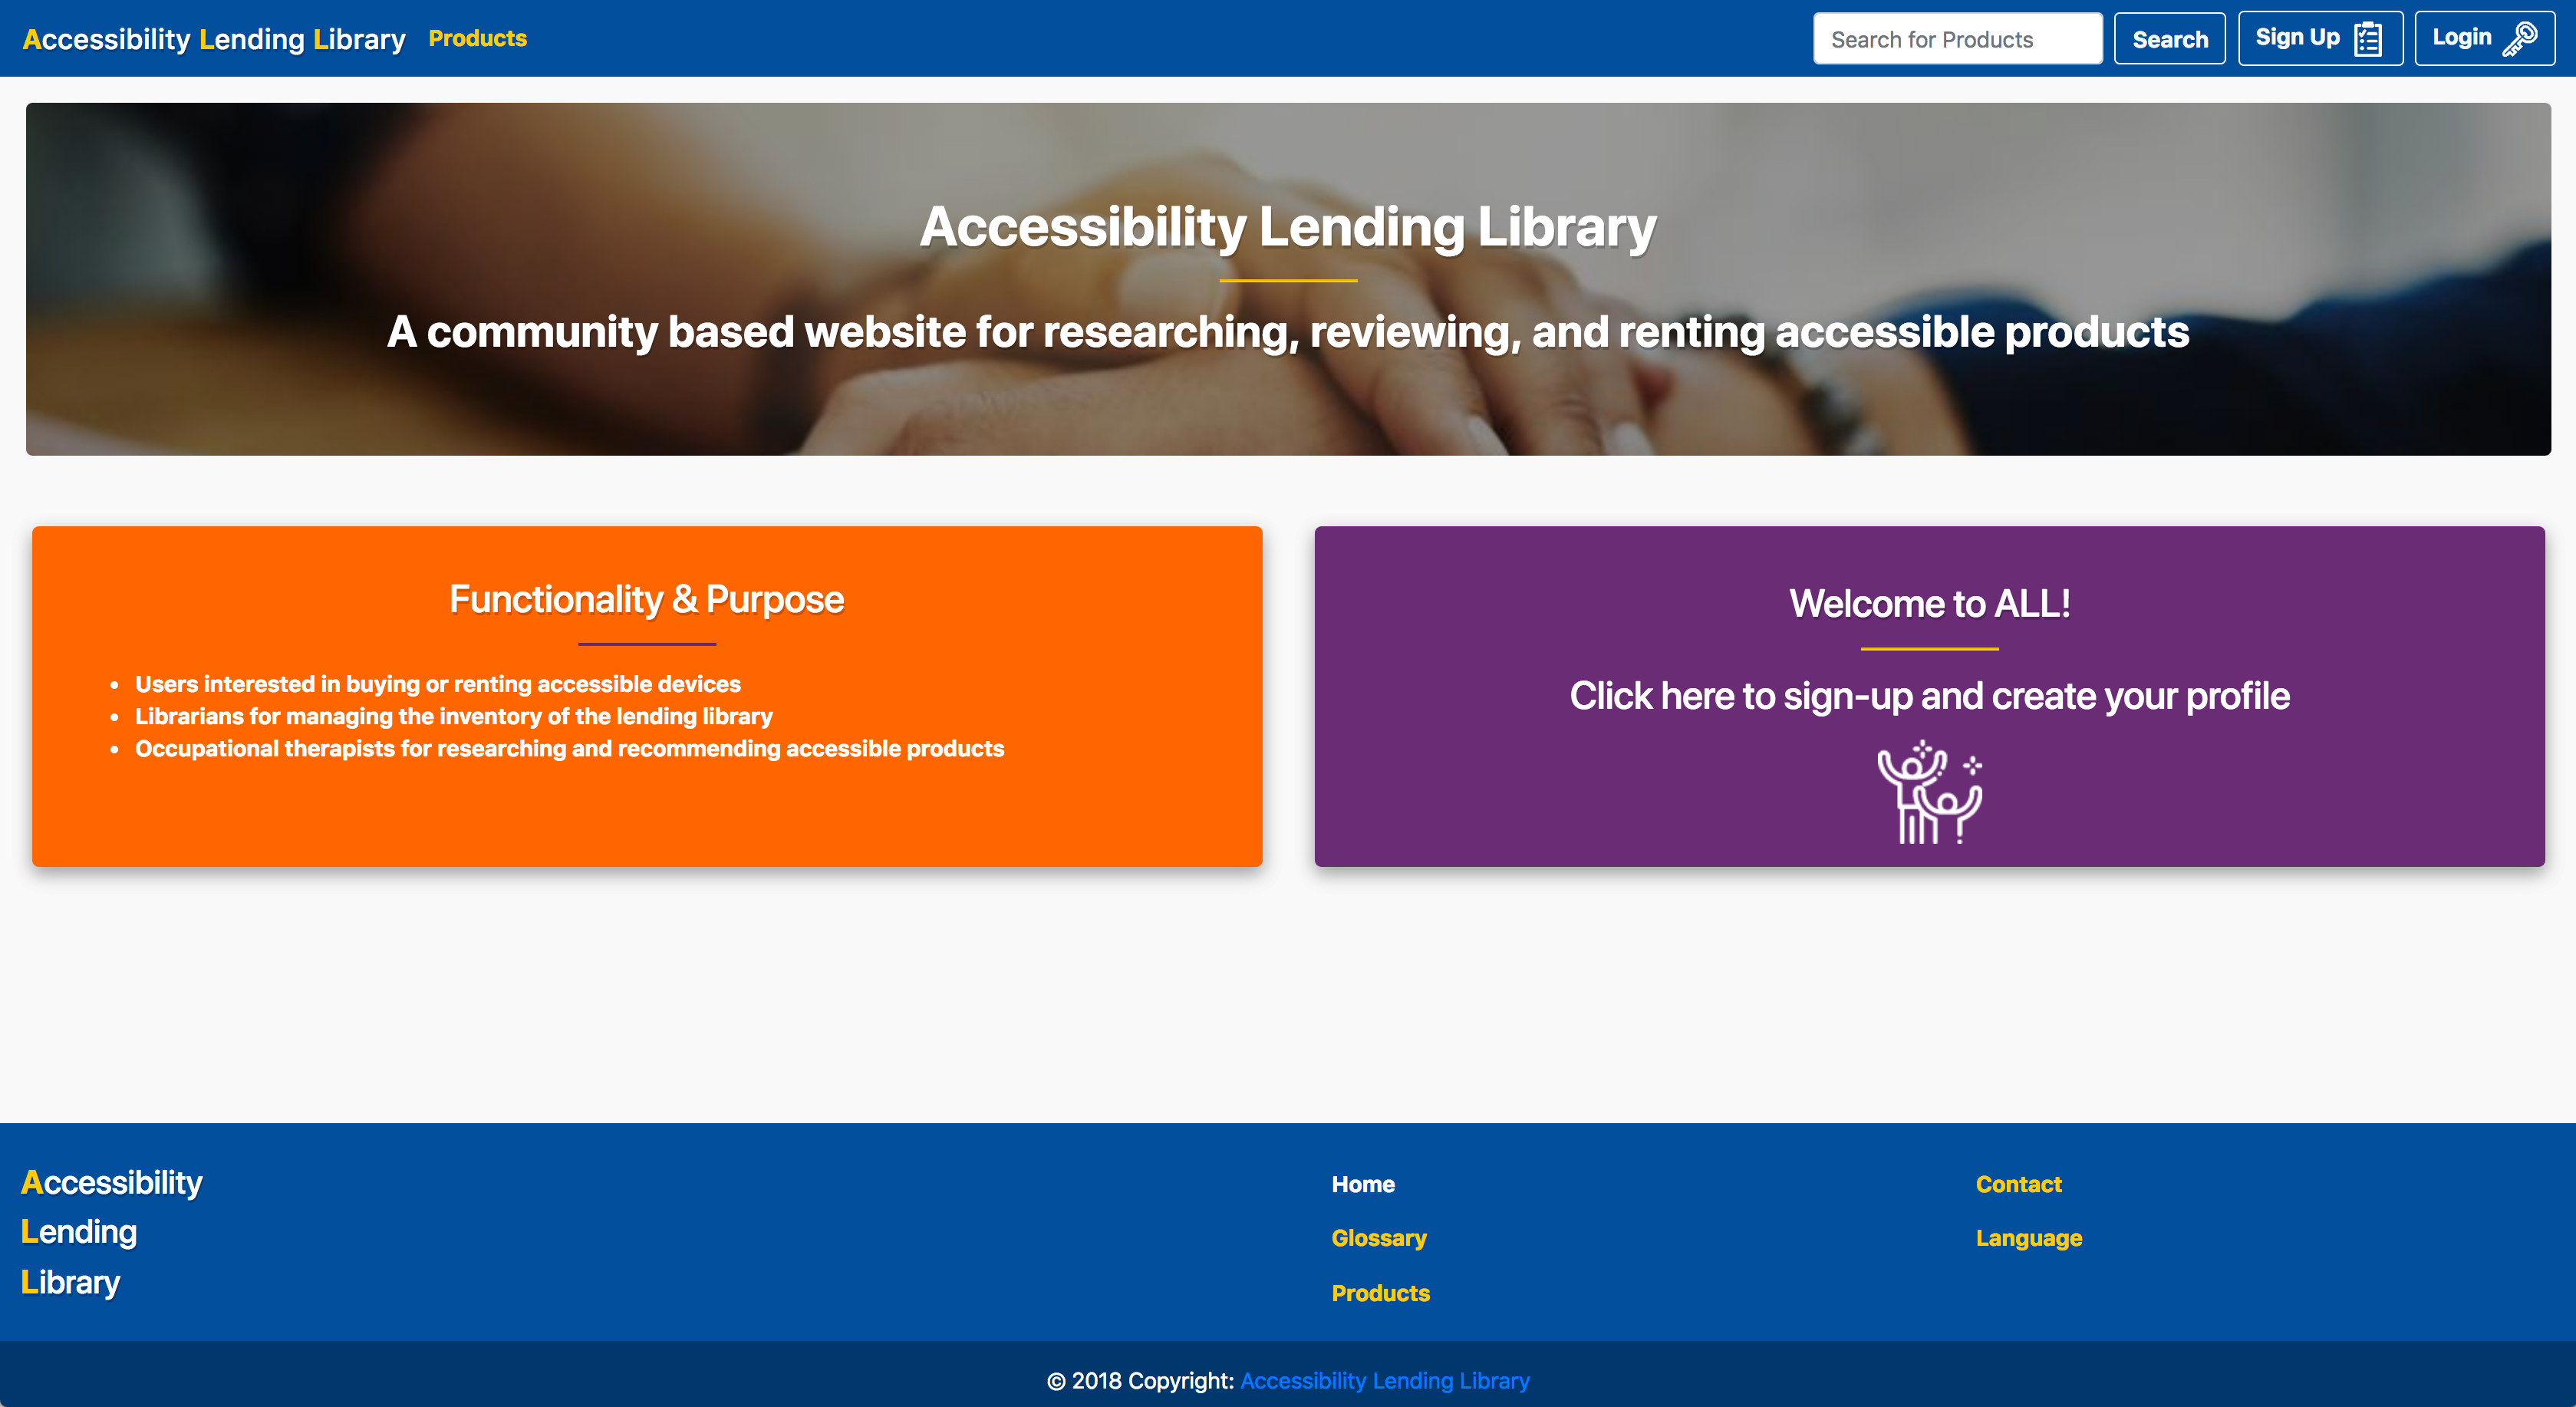 Accessibility Lending Library Products Search for Products Search Sign Up Login
Accessibility Lending Library
A community based website for researching, reviewing, and renting accessible products
Functionality & Purpose
• Users interested in buying or renting accessible devices
• Librarians for managing the inventory of the lending library
• Occupational therapists for researching and recommending accessible products
Welcome to ALL!
Click here to sign-up and create your profile
Accessibility
Lending
Library
Home
Glossary
Products
Contact
Language
© 2018 Copyright: Accessibility Lending Library